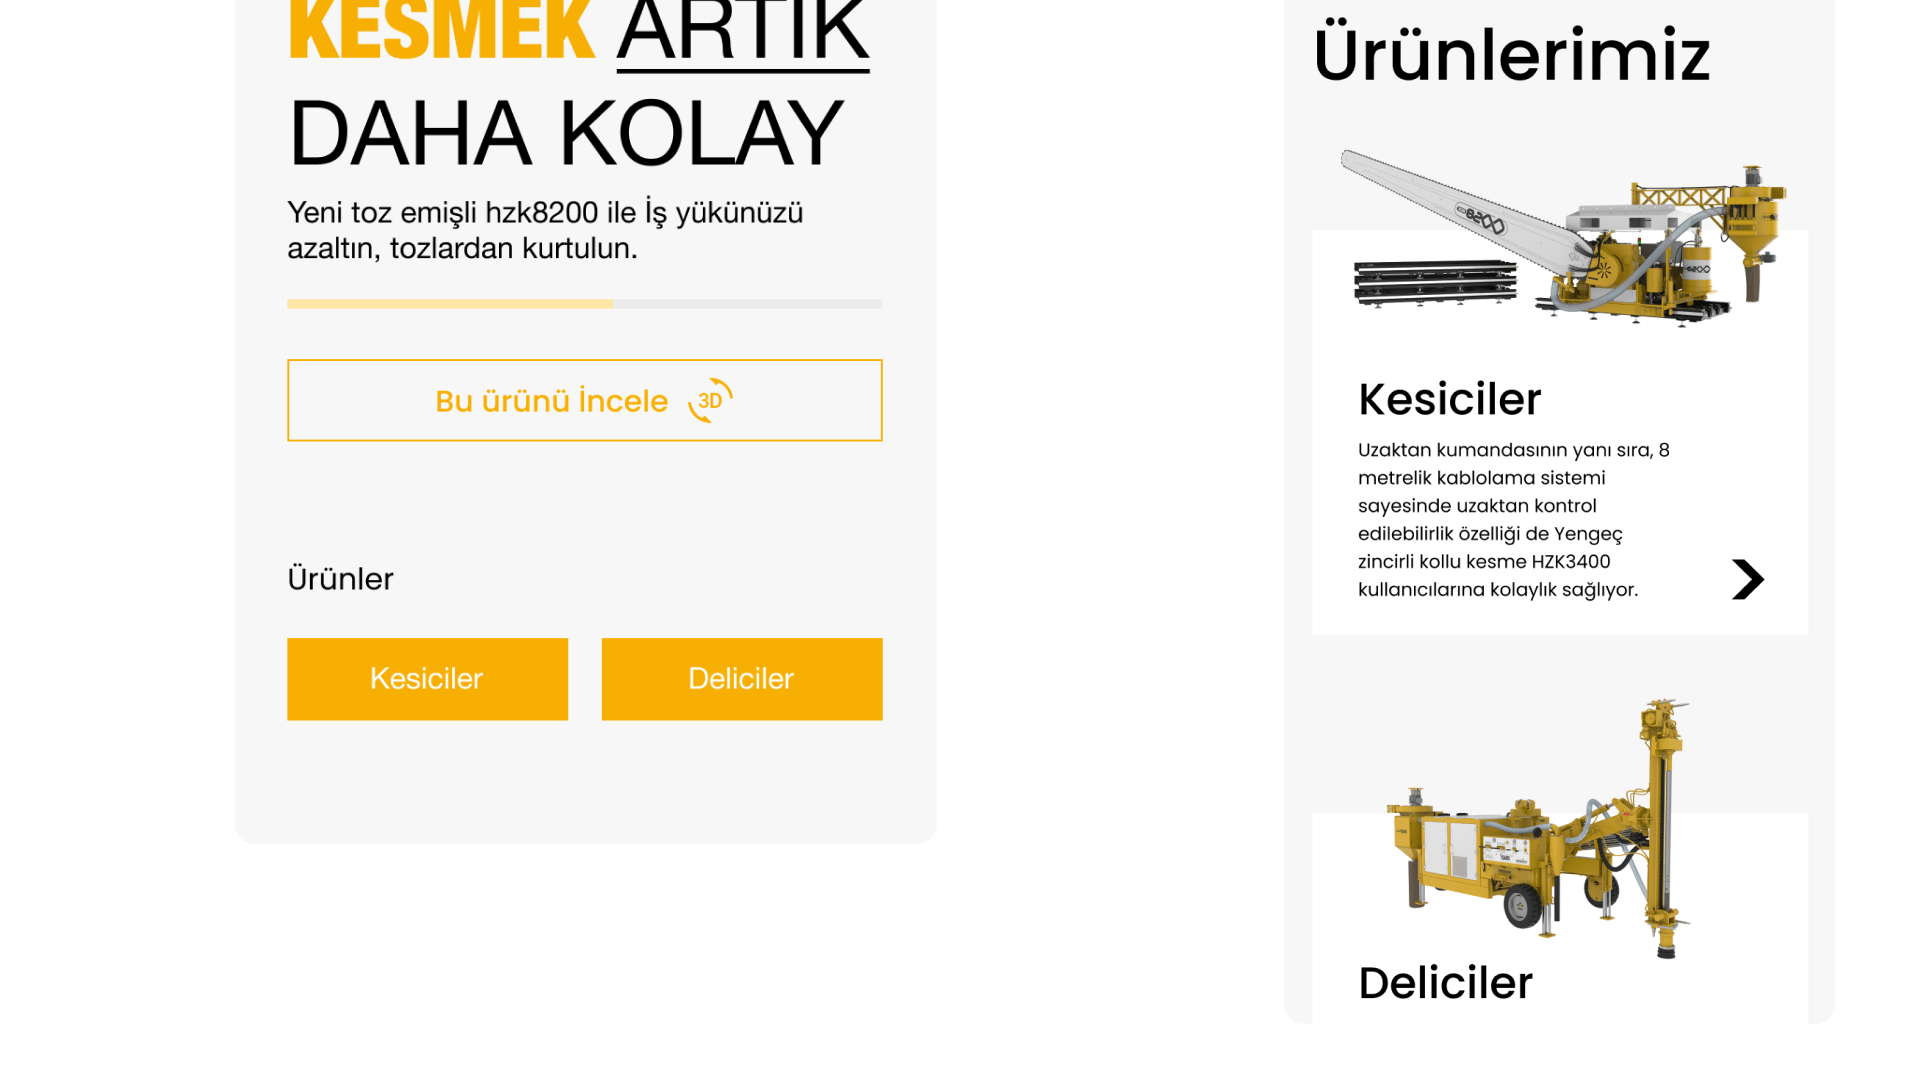 KESMEK ARTIK
DAHA KOLAY
Yeni toz emişli hzk8200 ile İş yükünüzü
azaltın, tozlardan kurtulun.
Bu ürünü İncele 3D
Ürünler
Kesiciler
Deliciler
Ürünlerimiz
8200
8200
Kesiciler
Uzaktan kumandasının yanı sıra, 8
metrelik kablolama sistemi
sayesinde uzaktan kontrol
edilebilirlik özelliği de Yengeç
zincirli kollu kesme HZK3400
kullanıcılarına kolaylık sağlıyor.
Deliciler